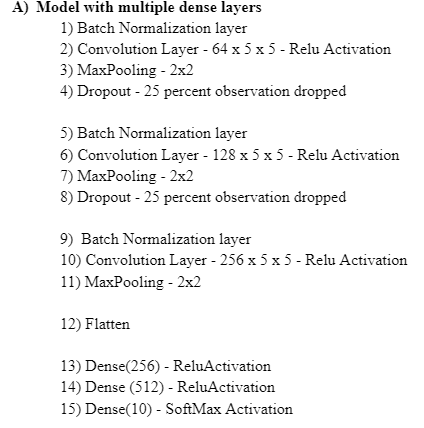 A) Model with multiple dense layers
1) Batch Normalization layer
2) Convolution Layer - 64 x 5 x 5 - Relu Activation
3) MaxPooling - 2x2
4) Dropout - 25 percent observation dropped
5) Batch Normalization layer
6) Convolution Layer - 128 x 5 x 5 - Relu Activation
7) MaxPooling - 2x2
8) Dropout - 25 percent observation dropped
9) Batch Normalization layer
10) Convolution Layer - 256 x 5 x 5 - Relu Activation
11) MaxPooling - 2x2
12) Flatten
13) Dense(256) - ReluActivation
14) Dense (512) - ReluActivation
15) Dense(10) - SoftMax Activation